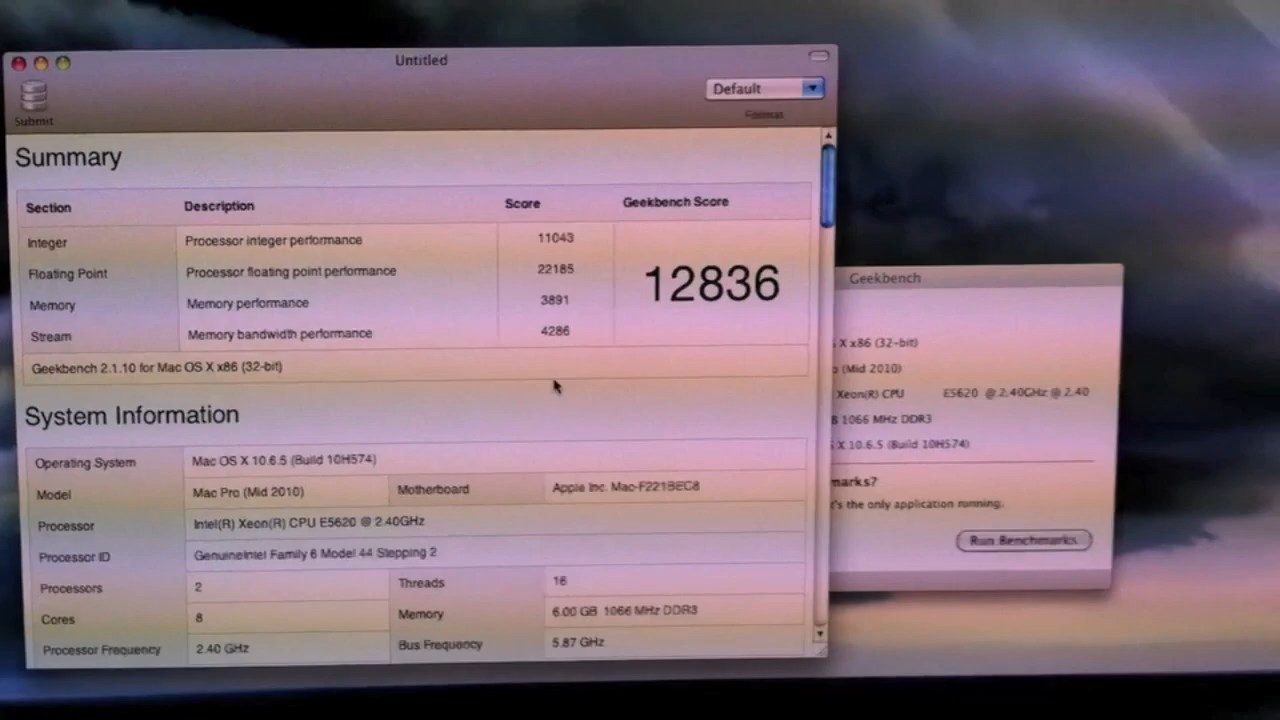 Untitled
Submit
Default
Format
Summary
Section Description Score Geekbench Score
Integer Processor integer performance 11043
12836
Floating Point Processor floating point performance 22185
Memory Memory performance 3891
Stream Memory bandwidth performance 4286
Geekbench 2.1.10 for Mac OS X x86 (32-bit)
System Information
Operating System Mac OS X 10.6.5 (Build 10H574)
Model Mac Pro (Mid 2010) Motherboard Apple Inc. Mac-F221BEC8
Processor Intel(R) Xeon(R) CPU E5620 @ 2.40GHz
Processor ID GenuineIntel Family 6 Model 44 Stepping 2
Processors 2 Threads 16
Cores 8 Memory 6.00 GB 1066 MHz DDR3
Processor Frequency 2.40 GHz Bus Frequency 5.87 GHz
Geekbench
X x86 (32-bit)
(Mid 2010)
Xeon(R) CPU E5620 @ 2.40GHz @ 2.40
1066 MHz DDR3
X 10.6.5 (Build 10H574)
marks?
's the only application running.
Run Benchmarks